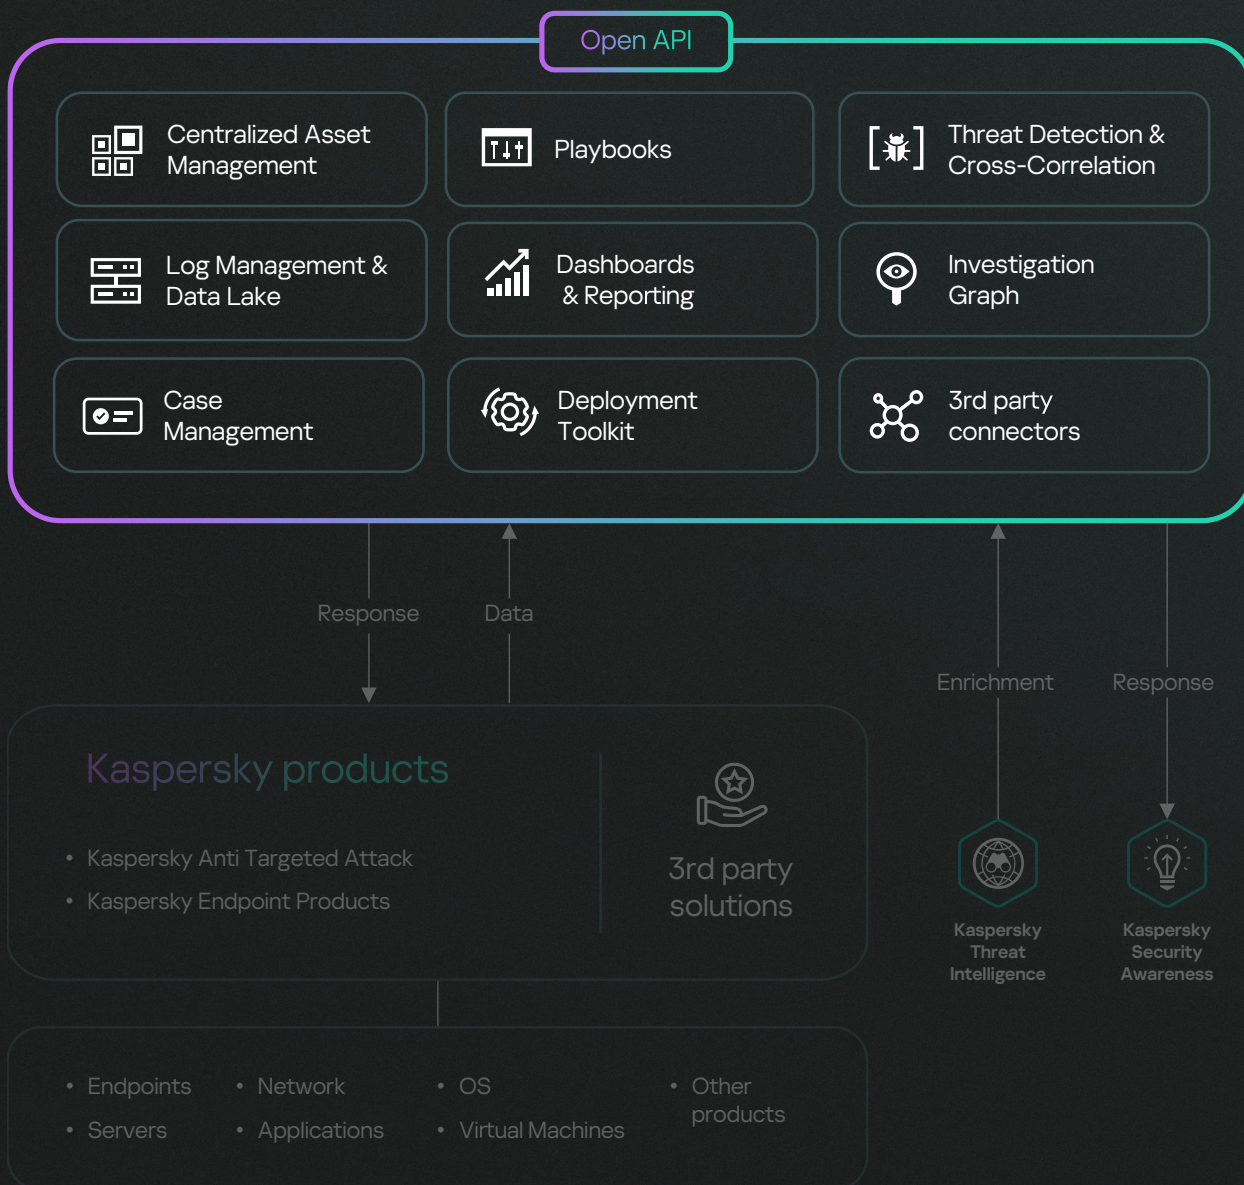 Open API
Centralized Asset
Management
Playbooks
Threat Detection &
Cross-Correlation
Log Management &
Data Lake
Dashboards
& Reporting
Investigation
Graph
Case
Management
Deployment
Toolkit
3rd party
connectors
Response
Data
Enrichment
Response
Kaspersky products
• Kaspersky Anti Targeted Attack
• Kaspersky Endpoint Products
3rd party
solutions
Kaspersky
Threat
Intelligence
Kaspersky
Security
Awareness
• Endpoints
• Servers
• Network
• Applications
• OS
• Virtual Machines
• Other
products